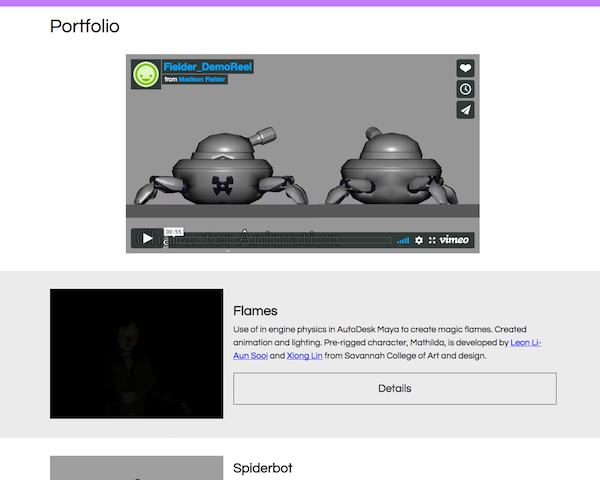 Portfolio
Fielder_DemoReel
from Madison Fielder
00:55
Character Animation
vimeo
Flames
Use of in engine physics in AutoDesk Maya to create magic flames. Created
animation and lighting. Pre-rigged character, Mathilda, is developed by Leon Li-
Aun Sooi and Xiong Lin from Savannah College of Art and design.
Details
Spiderbot